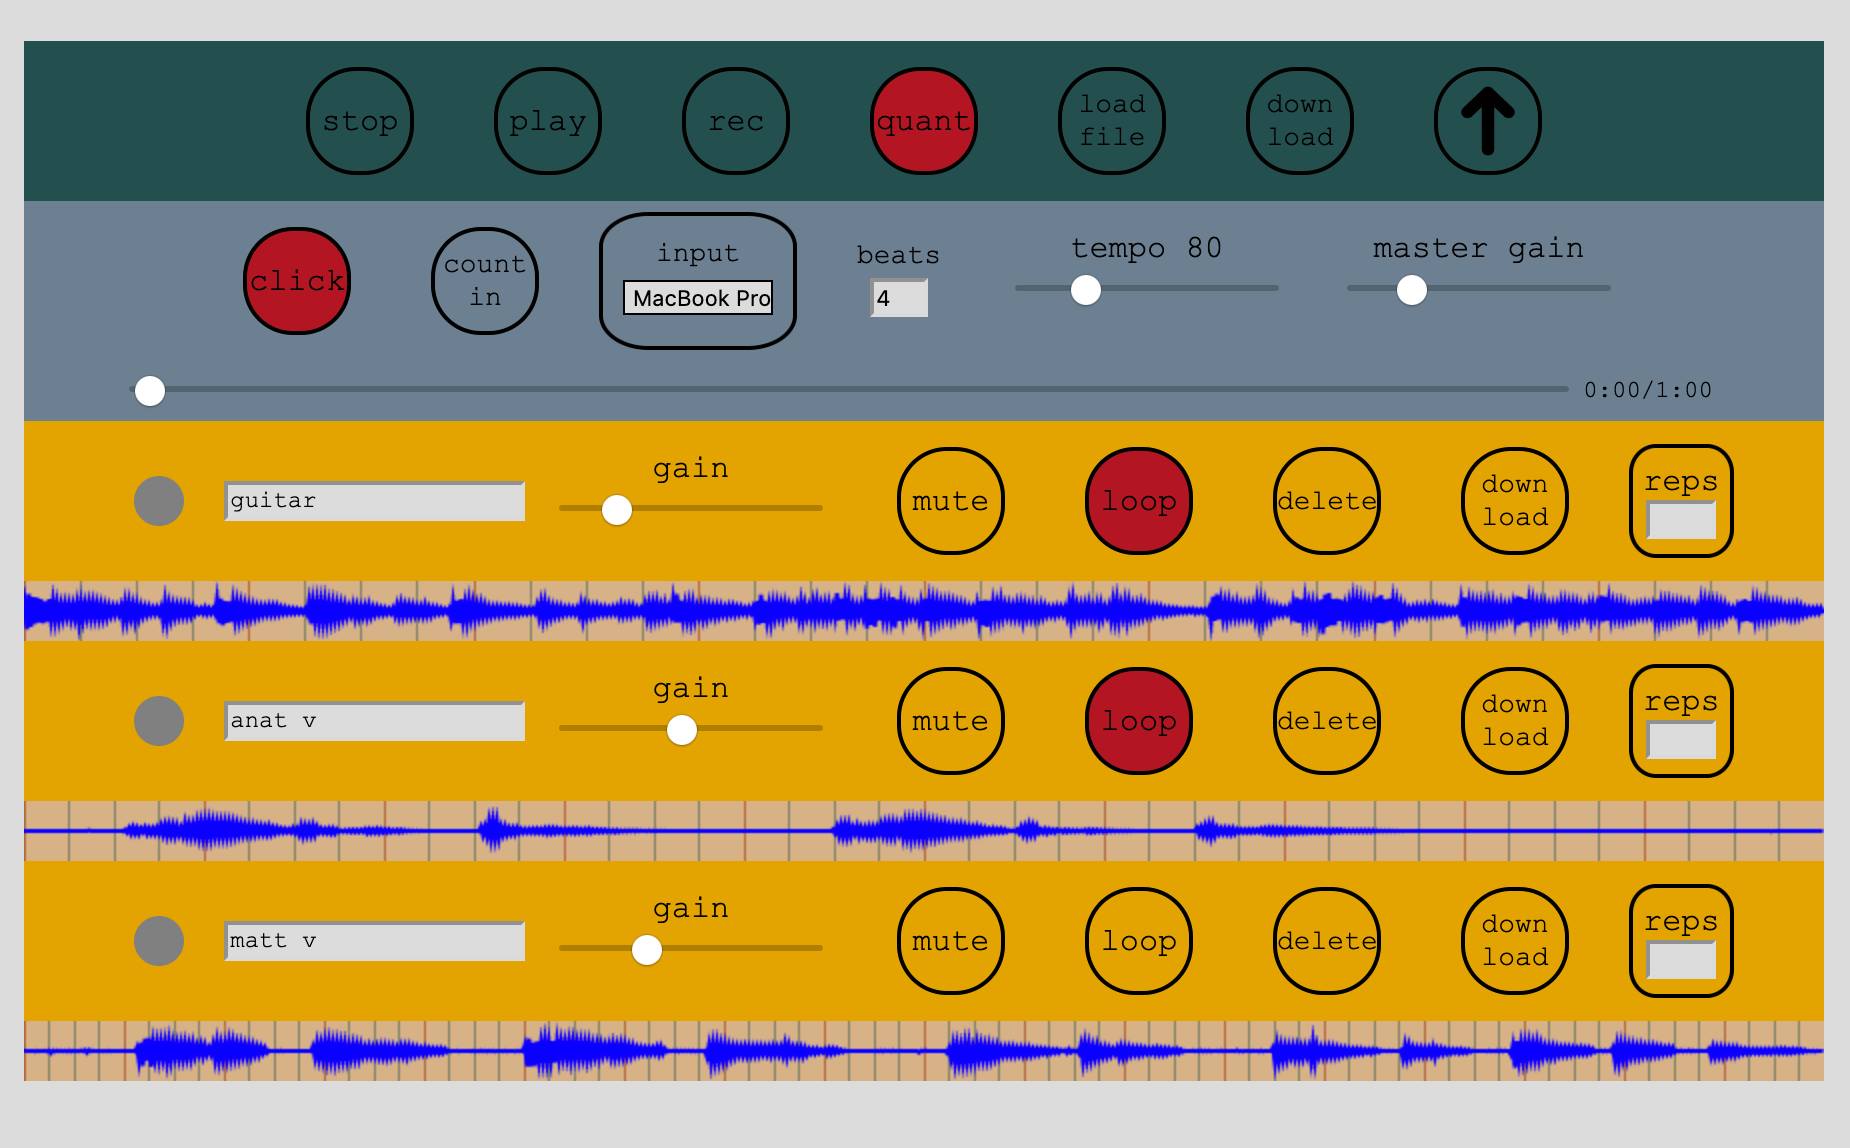 stop
play
rec
quant
load
file
down
load
click
count
in
input
MacBook Pro
beats
4
tempo 80
master gain
0:00/1:00
guitar
gain
mute
loop
delete
down
load
reps
anat v
gain
mute
loop
delete
down
load
reps
matt v
gain
mute
loop
delete
down
load
reps